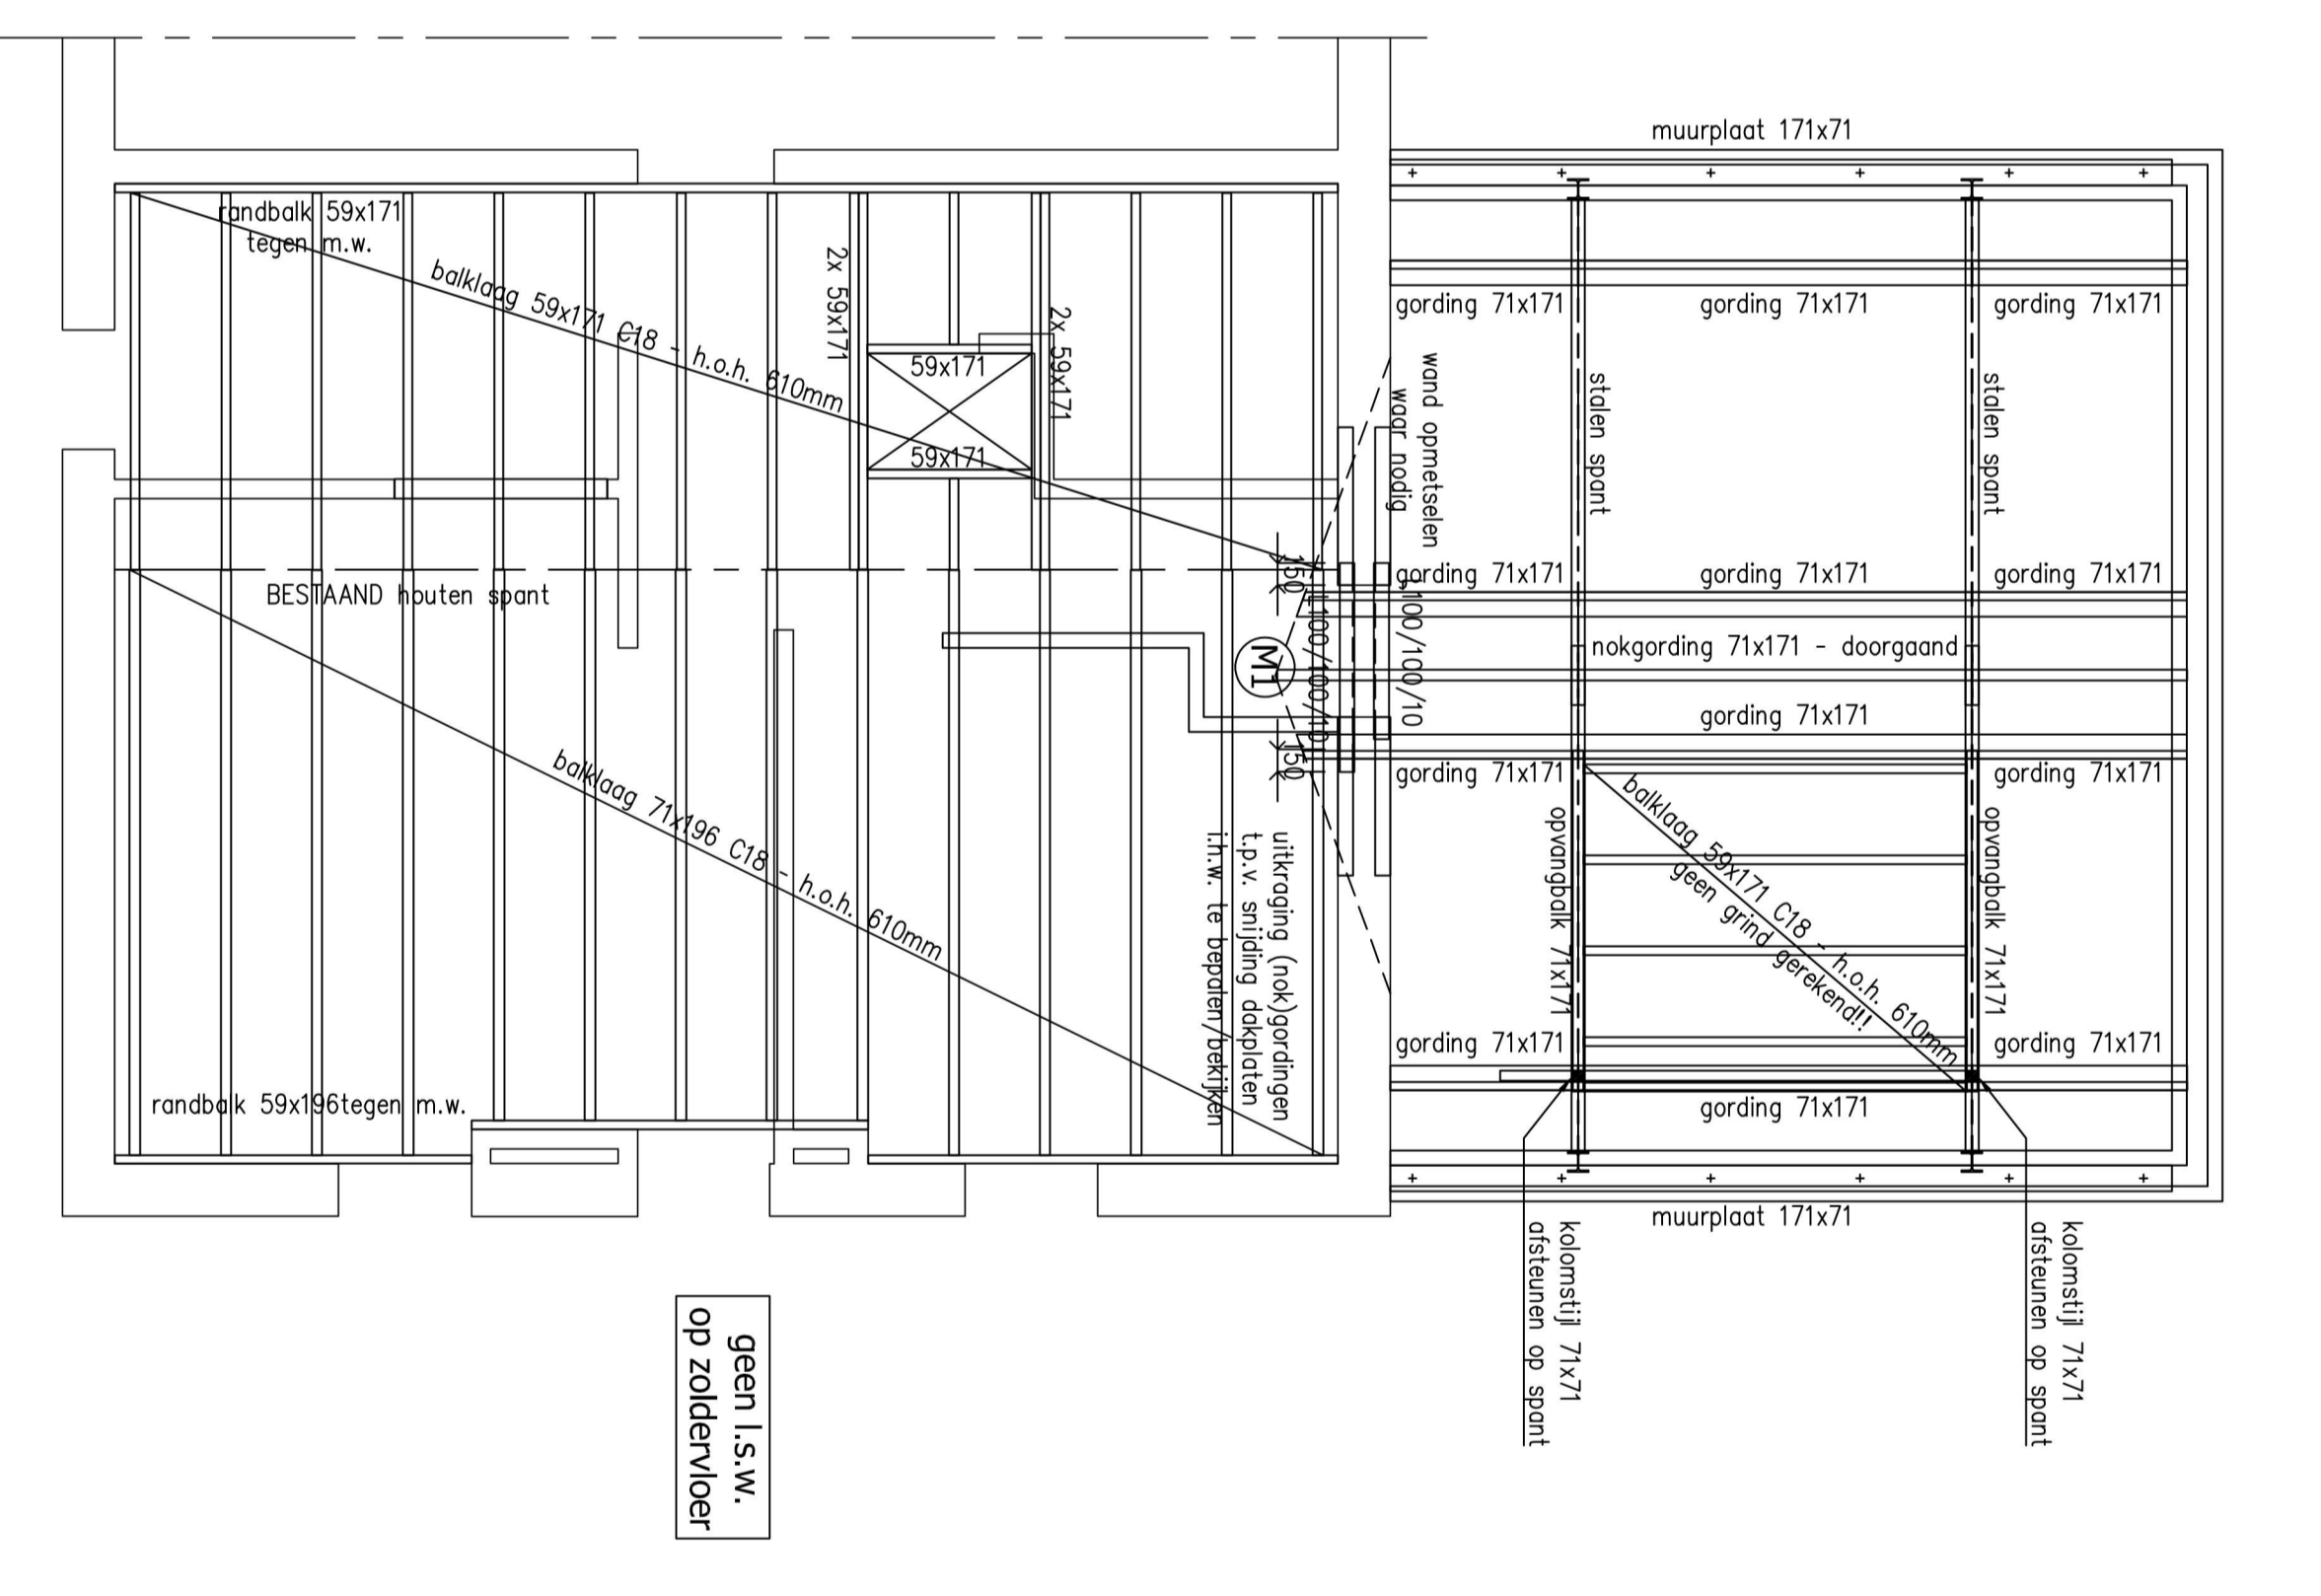 muurplaat 171x71
randbalk 59x171
tegen m.w.
balklaag 59x171 C18 - h.o.h. 610mm
2x 59x171
2x 59x171
59x171
59x171
gording 71x171
gording 71x171
gording 71x171
wand opmetselen
waar nodig
stalen spant
stalen spant
BESTAAND houten spant
150
L100/100/10
L100/100/10
gording 71x171
gording 71x171
gording 71x171
M1
nokgording 71x171 - doorgaand
gording 71x171
150
gording 71x171
gording 71x171
balklaag 71x196 C18 - h.o.h. 610mm
uitkraging (nok)gordingen
t.p.v. snijding dakplaten
i.h.w. te bepalen/bekijken
opvangbalk 71x171
balklaag 59x171 C18 - h.o.h. 610mm
geen grind gerekend!!
opvangbalk 71x171
gording 71x171
gording 71x171
randbalk 59x196tegen m.w.
gording 71x171
muurplaat 171x71
kolomstijl 71x71
afsteunen op spant
kolomstijl 71x71
afsteunen op spant
geen l.s.w.
op zoldervloer